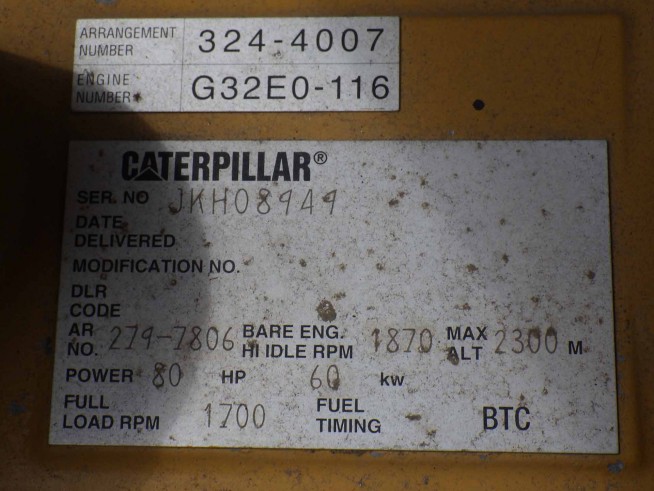 ARRANGEMENT NUMBER 324-4007
ENGINE NUMBER G32E0-116
CATERPILLAR®
SER. NO JKH08949
DATE
DELIVERED
MODIFICATION NO.
DLR
CODE
AR NO. 279-7806 BARE ENG. HI IDLE RPM 1870 MAX ALT 2300 M
POWER 80 HP 60 kw
FULL LOAD RPM 1700 FUEL TIMING BTC